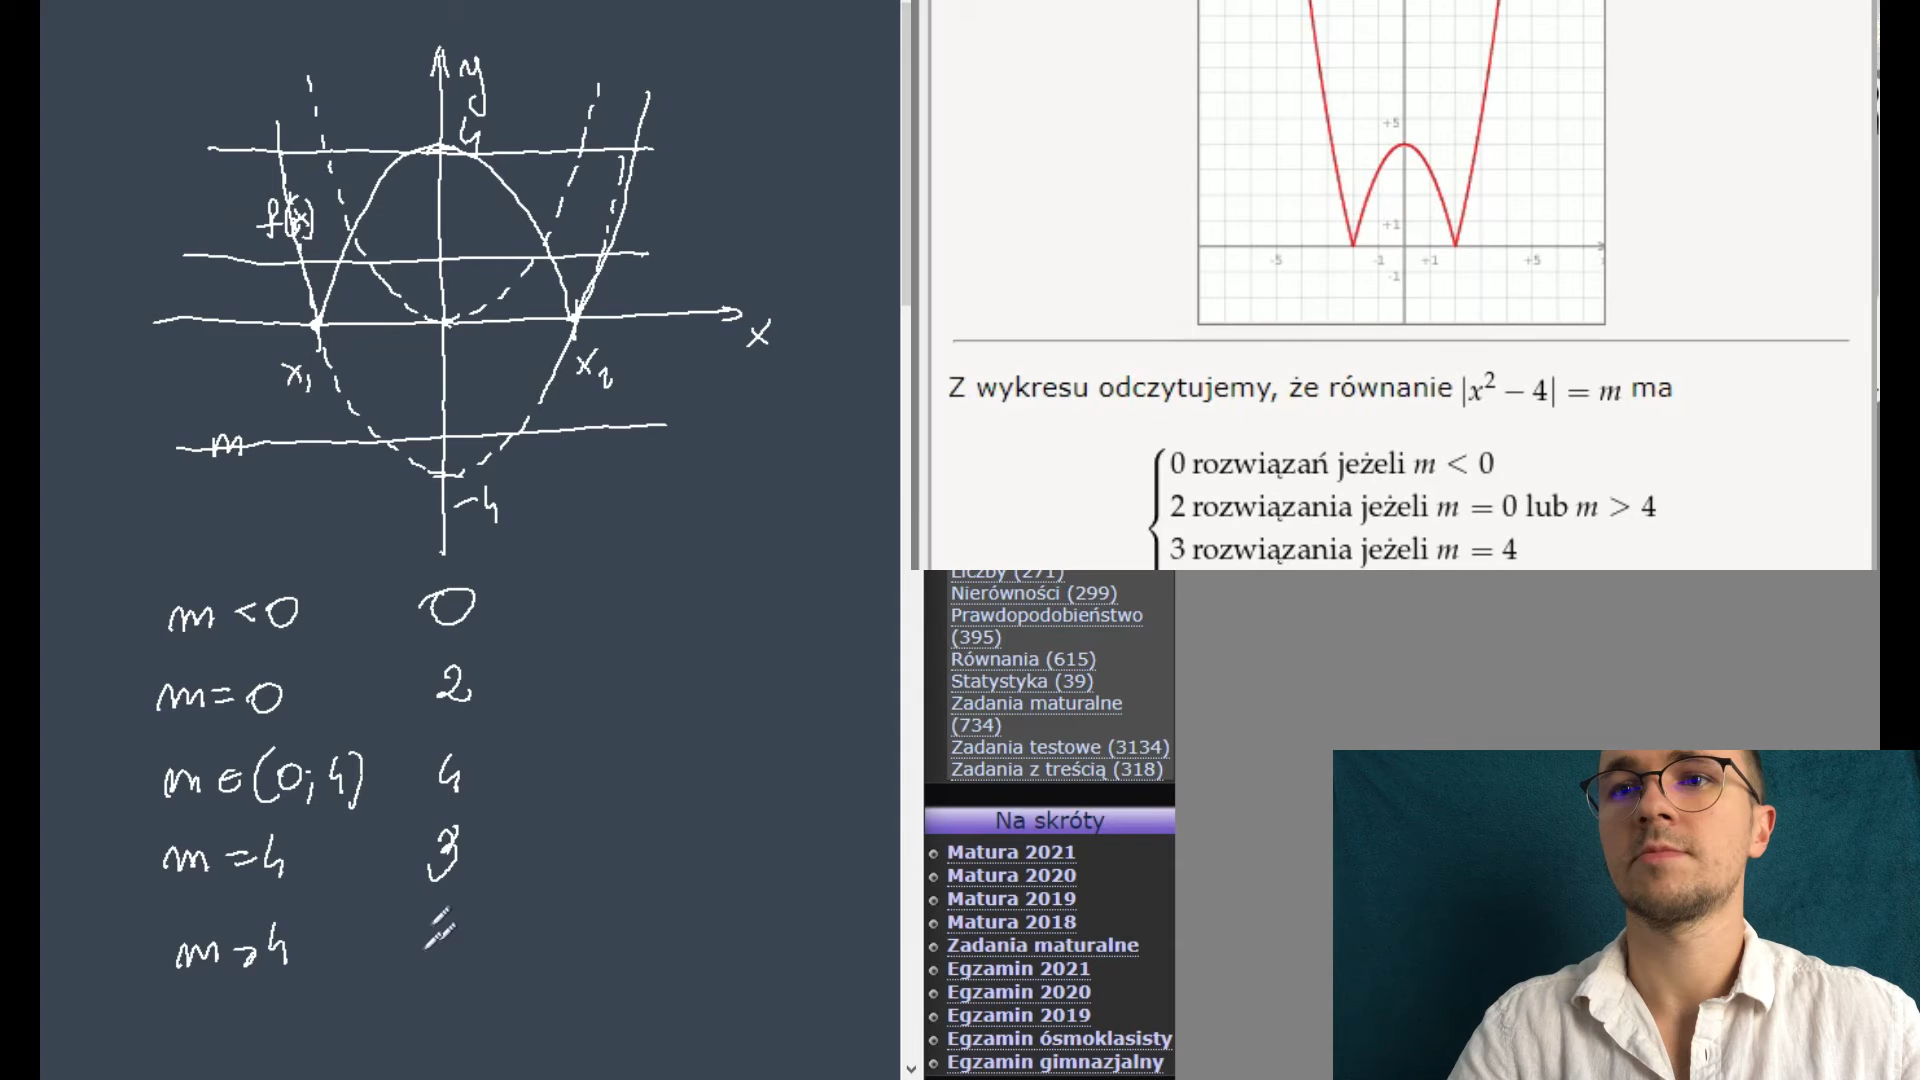 y
4
f(x)
x
x₁
x₂
m
-4
m < 0 0
m = 0 2
m ∈ (0; 4) 4
m = 4 3
m > 4
+5
+1
-5
-1
+1
+5
-1
Z wykresu odczytujemy, że równanie |x² − 4| = m ma
0 rozwiązań jeżeli m < 0
2 rozwiązania jeżeli m = 0 lub m > 4
3 rozwiązania jeżeli m = 4
Liczby (271)
Nierówności (299)
Prawdopodobieństwo
(395)
Równania (615)
Statystyka (39)
Zadania maturalne
(734)
Zadania testowe (3134)
Zadania z treścią (318)
Na skróty
Matura 2021
Matura 2020
Matura 2019
Matura 2018
Zadania maturalne
Egzamin 2021
Egzamin 2020
Egzamin 2019
Egzamin ósmoklasisty
Egzamin gimnazjalny